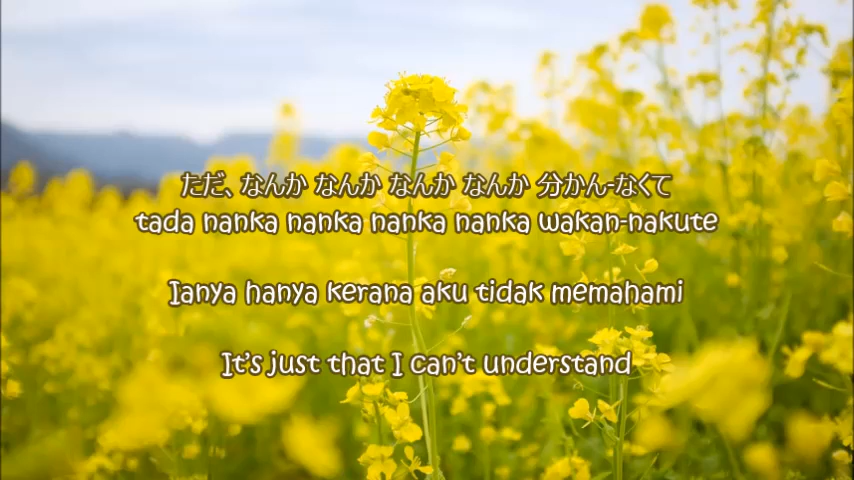 ただ、なんか なんか なんか なんか 分かん-なくて
tada nanka nanka nanka nanka wakan-nakute
Ianya hanya kerana aku tidak memahami
It's just that I can't understand